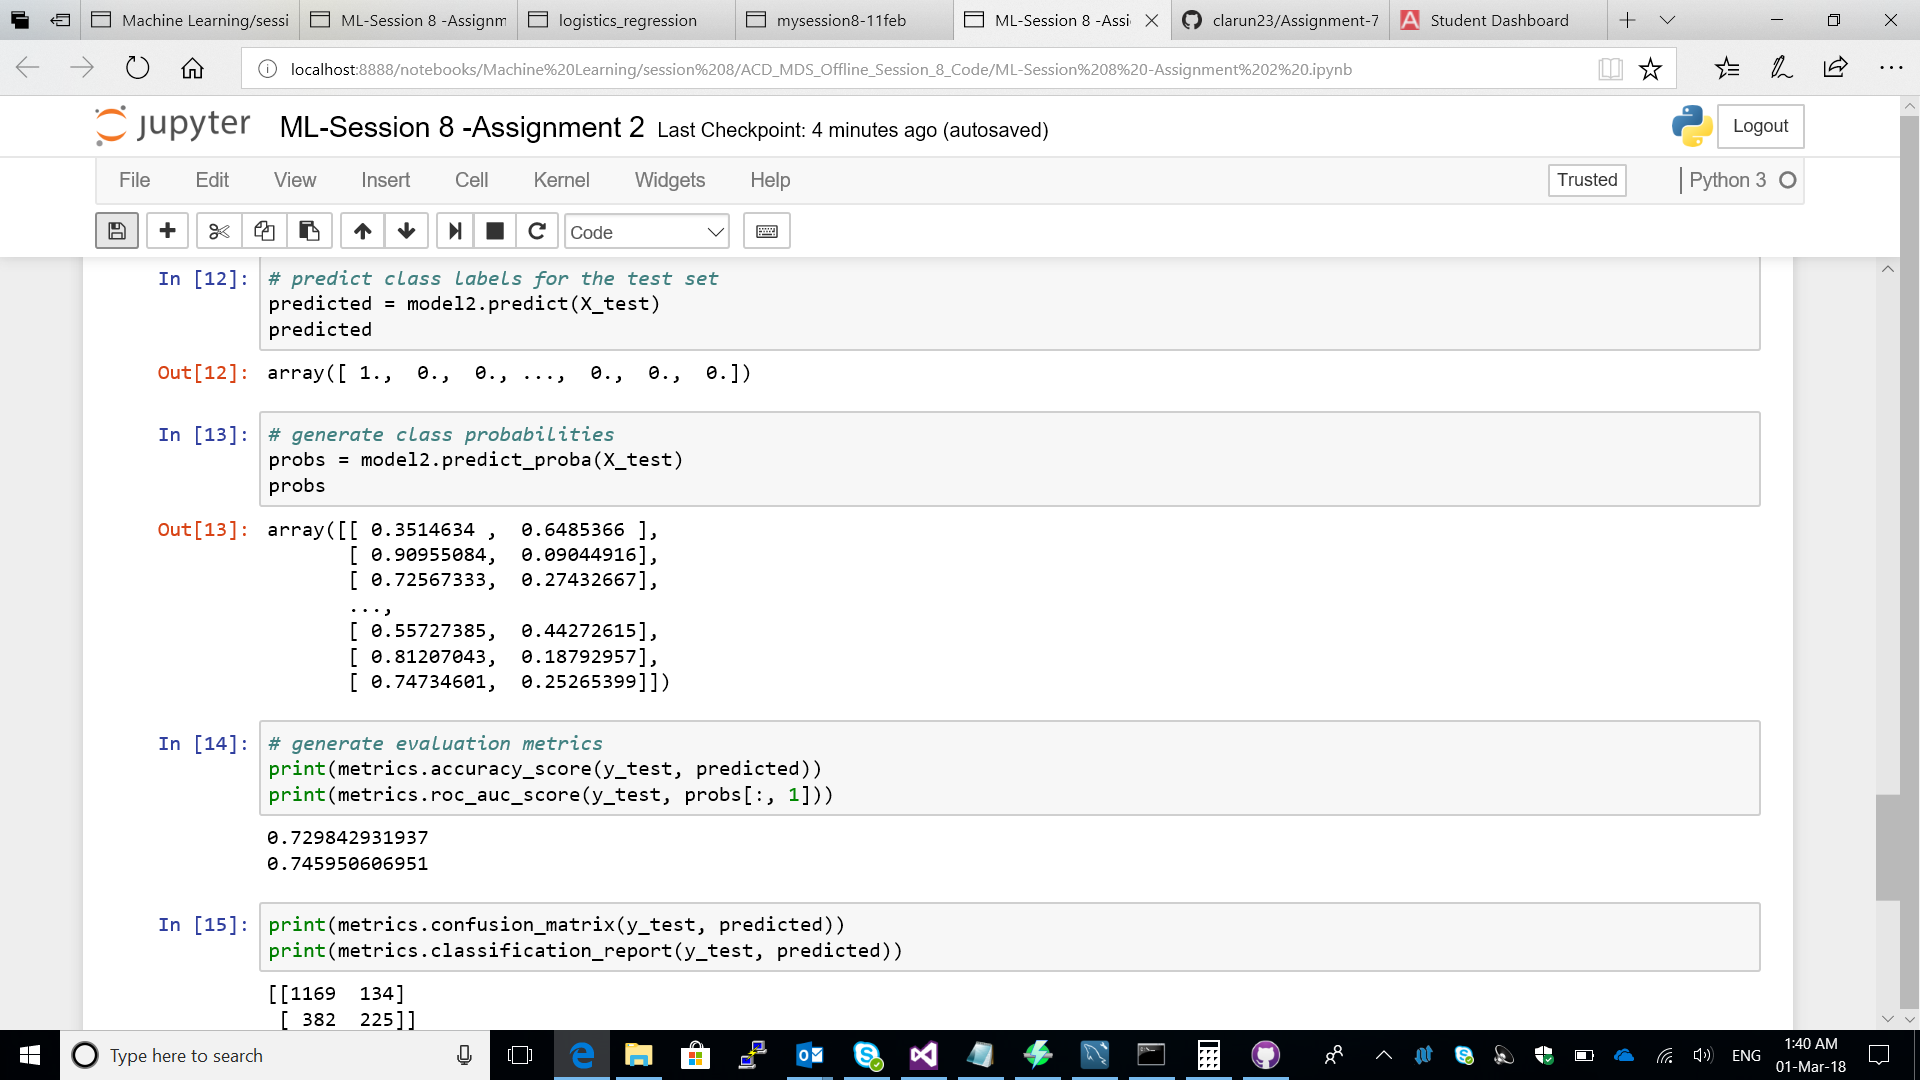 Machine Learning/sessi
ML-Session 8 -Assignm
logistics_regression
mysession8-11feb
ML-Session 8 -Assi
clarun23/Assignment-7
A Student Dashboard
localhost:8888/notebooks/Machine%20Learning/session%208/ACD_MDS_Offline_Session_8_Code/ML-Session%208%20-Assignment%202%20.ipynb
jupyter ML-Session 8 -Assignment 2 Last Checkpoint: 4 minutes ago (autosaved)
Logout
File Edit View Insert Cell Kernel Widgets Help
Trusted
Python 3
Code
In [12]: # predict class labels for the test set
predicted = model2.predict(X_test)
predicted
Out[12]: array([ 1.,  0.,  0., ...,  0.,  0.,  0.])
In [13]: # generate class probabilities
probs = model2.predict_proba(X_test)
probs
Out[13]: array([[ 0.3514634 ,  0.6485366 ],
[ 0.90955084,  0.09044916],
[ 0.72567333,  0.27432667],
...,
[ 0.55727385,  0.44272615],
[ 0.81207043,  0.18792957],
[ 0.74734601,  0.25265399]])
In [14]: # generate evaluation metrics
print(metrics.accuracy_score(y_test, predicted))
print(metrics.roc_auc_score(y_test, probs[:, 1]))
0.729842931937
0.745950606951
In [15]: print(metrics.confusion_matrix(y_test, predicted))
print(metrics.classification_report(y_test, predicted))
[[1169  134]
[ 382  225]]
Type here to search
ENG
1:40 AM
01-Mar-18